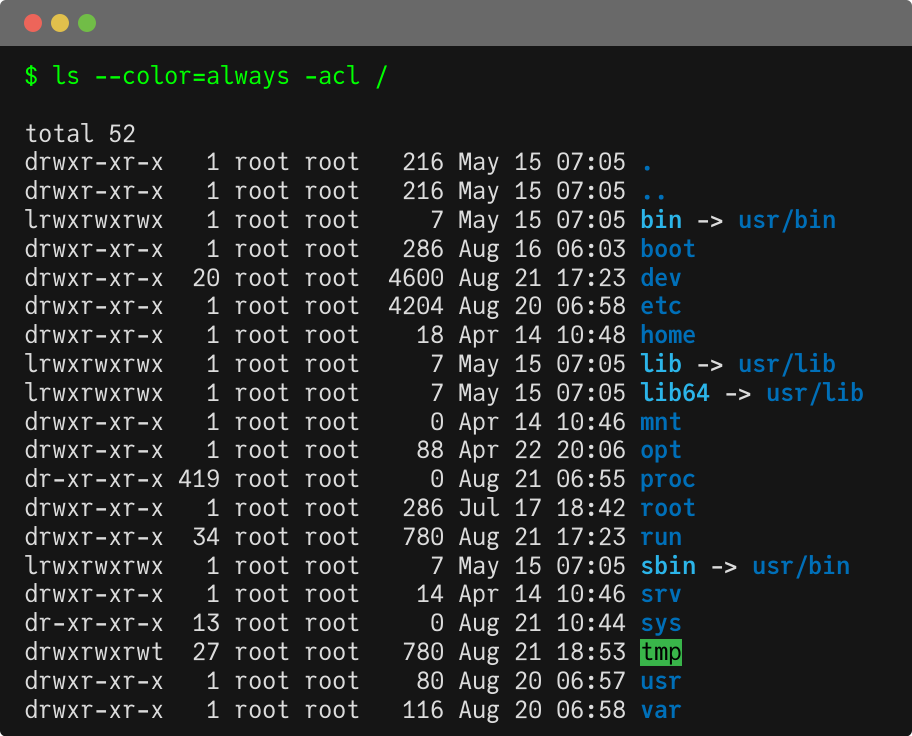 $ ls --color=always -acl /
total 52
drwxr-xr-x   1 root root   216 May 15 07:05 .
drwxr-xr-x   1 root root   216 May 15 07:05 ..
lrwxrwxrwx   1 root root     7 May 15 07:05 bin -> usr/bin
drwxr-xr-x   1 root root   286 Aug 16 06:03 boot
drwxr-xr-x  20 root root  4600 Aug 21 17:23 dev
drwxr-xr-x   1 root root  4204 Aug 20 06:58 etc
drwxr-xr-x   1 root root    18 Apr 14 10:48 home
lrwxrwxrwx   1 root root     7 May 15 07:05 lib -> usr/lib
lrwxrwxrwx   1 root root     7 May 15 07:05 lib64 -> usr/lib
drwxr-xr-x   1 root root     0 Apr 14 10:46 mnt
drwxr-xr-x   1 root root    88 Apr 22 20:06 opt
dr-xr-xr-x 419 root root     0 Aug 21 06:55 proc
drwxr-xr-x   1 root root   286 Jul 17 18:42 root
drwxr-xr-x  34 root root   780 Aug 21 17:23 run
lrwxrwxrwx   1 root root     7 May 15 07:05 sbin -> usr/bin
drwxr-xr-x   1 root root    14 Apr 14 10:46 srv
dr-xr-xr-x  13 root root     0 Aug 21 10:44 sys
drwxrwxrwt  27 root root   780 Aug 21 18:53 tmp
drwxr-xr-x   1 root root    80 Aug 20 06:57 usr
drwxr-xr-x   1 root root   116 Aug 20 06:58 var